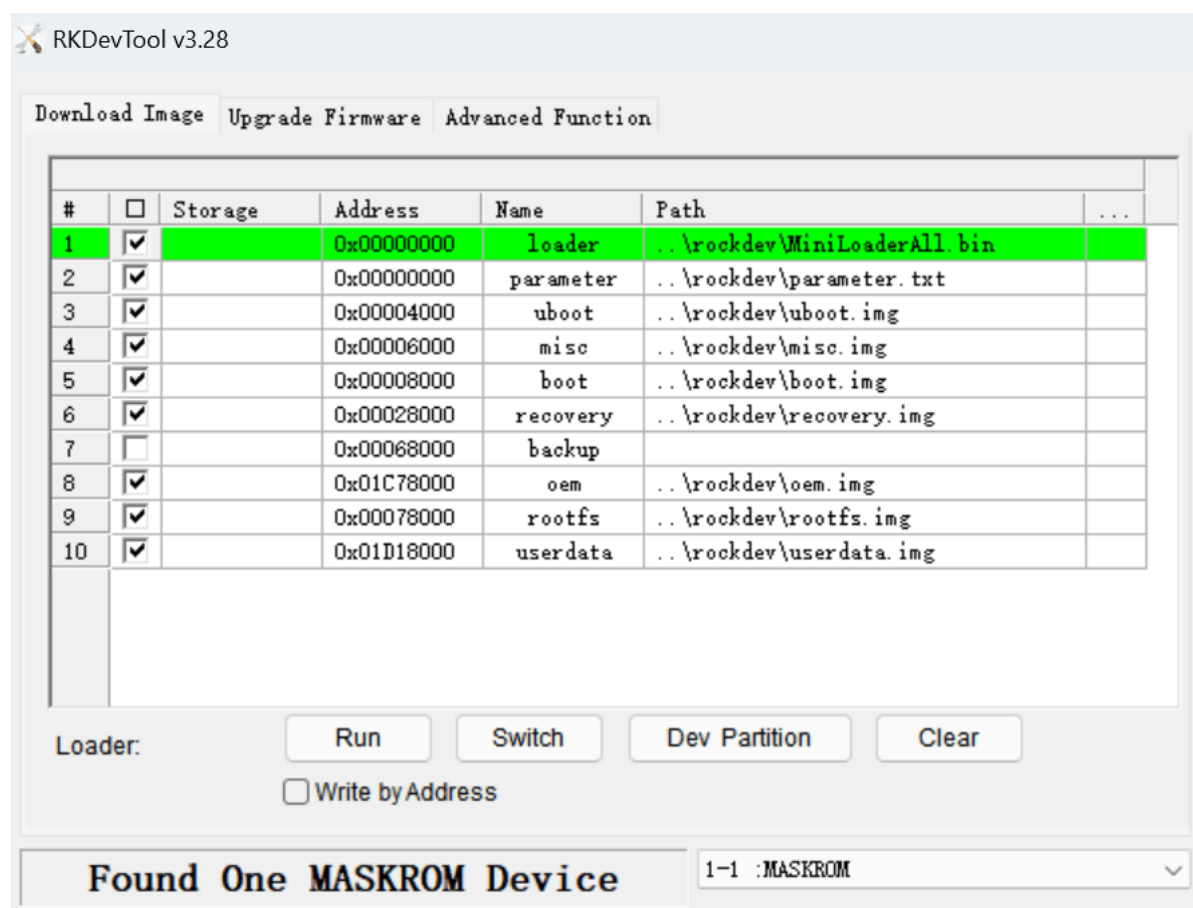 RKDevTool v3.28
Download Image Upgrade Firmware Advanced Function
# Storage Address Name Path ...
1 0x00000000 loader ..\rockdev\MiniLoaderAll.bin
2 0x00000000 parameter ..\rockdev\parameter.txt
3 0x00004000 uboot ..\rockdev\uboot.img
4 0x00006000 misc ..\rockdev\misc.img
5 0x00008000 boot ..\rockdev\boot.img
6 0x00028000 recovery ..\rockdev\recovery.img
7 0x00068000 backup
8 0x01C78000 oem ..\rockdev\oem.img
9 0x00078000 rootfs ..\rockdev\rootfs.img
10 0x01D18000 userdata ..\rockdev\userdata.img
Loader: Run Switch Dev Partition Clear
Write by Address
Found One MASKROM Device 1-1 :MASKROM